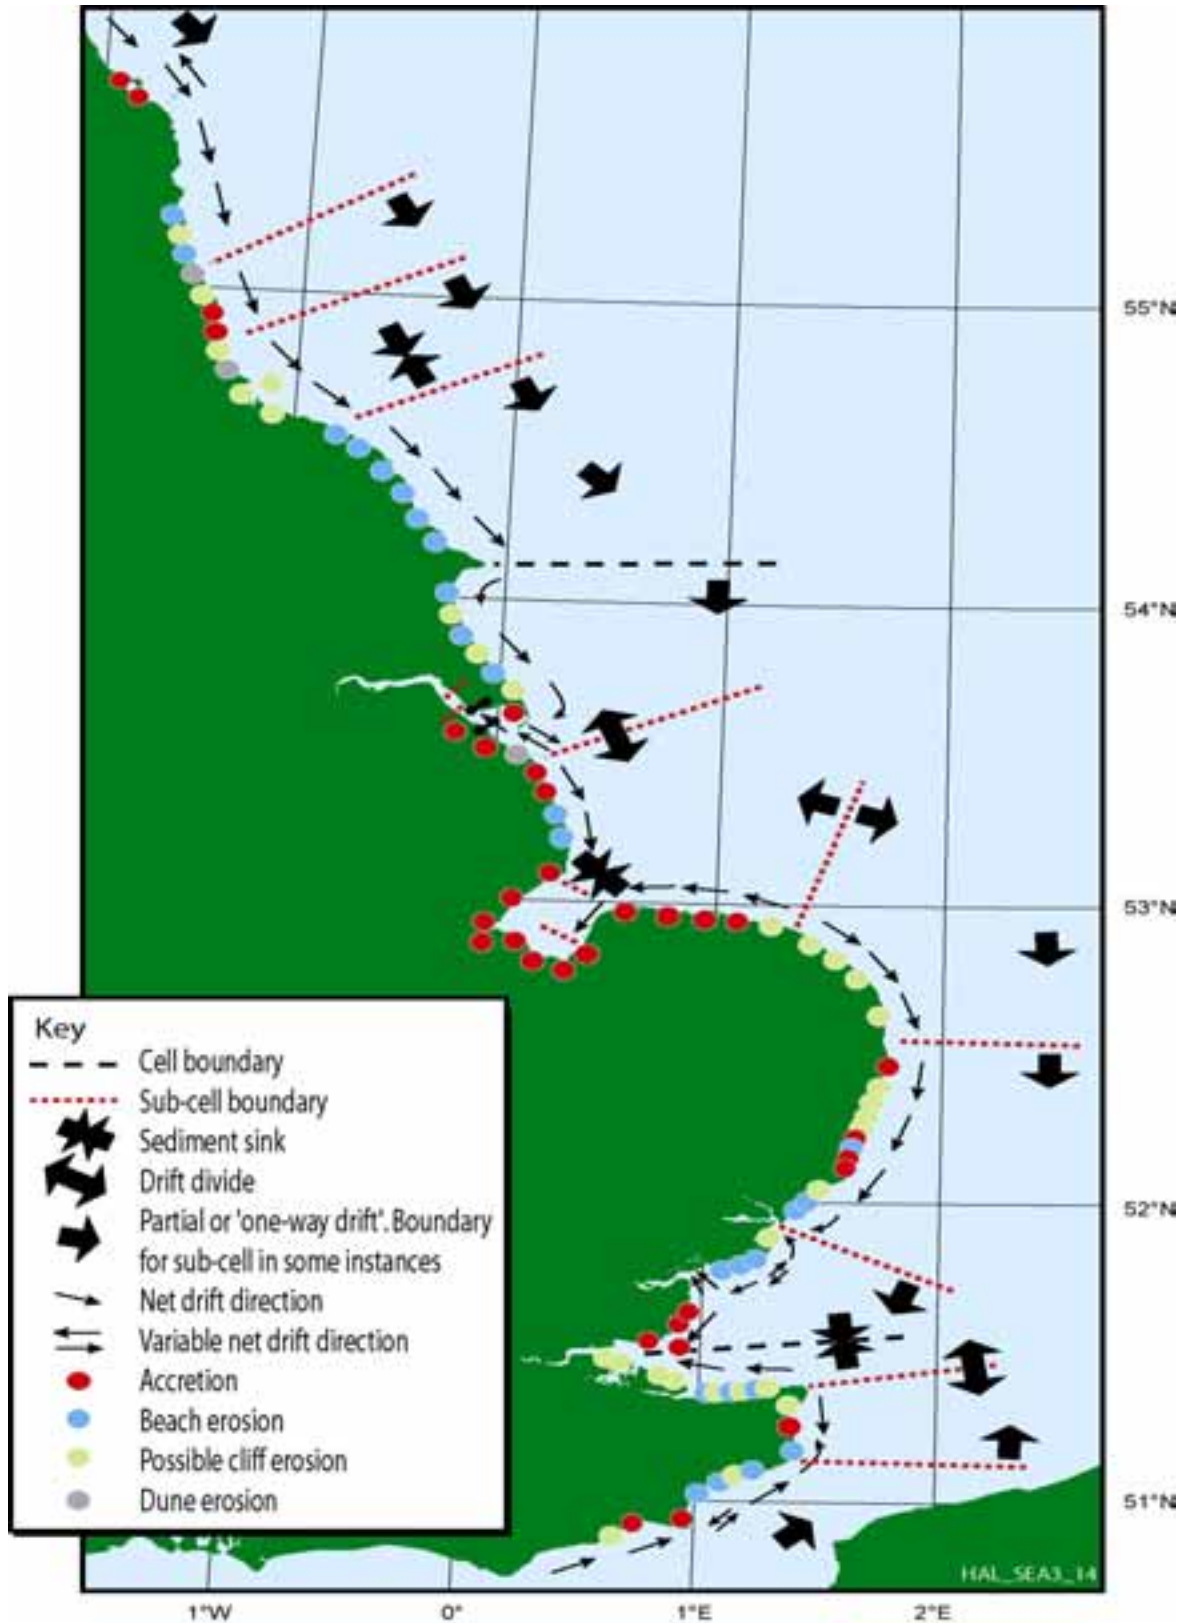 55°N
54°N
53°N
52°N
51°N
Key
Cell boundary
Sub-cell boundary
Sediment sink
Drift divide
Partial or 'one-way drift'. Boundary
for sub-cell in some instances
Net drift direction
Variable net drift direction
Accretion
Beach erosion
Possible cliff erosion
Dune erosion
HAL_SEA3_14
1°W
0°
1°E
2°E